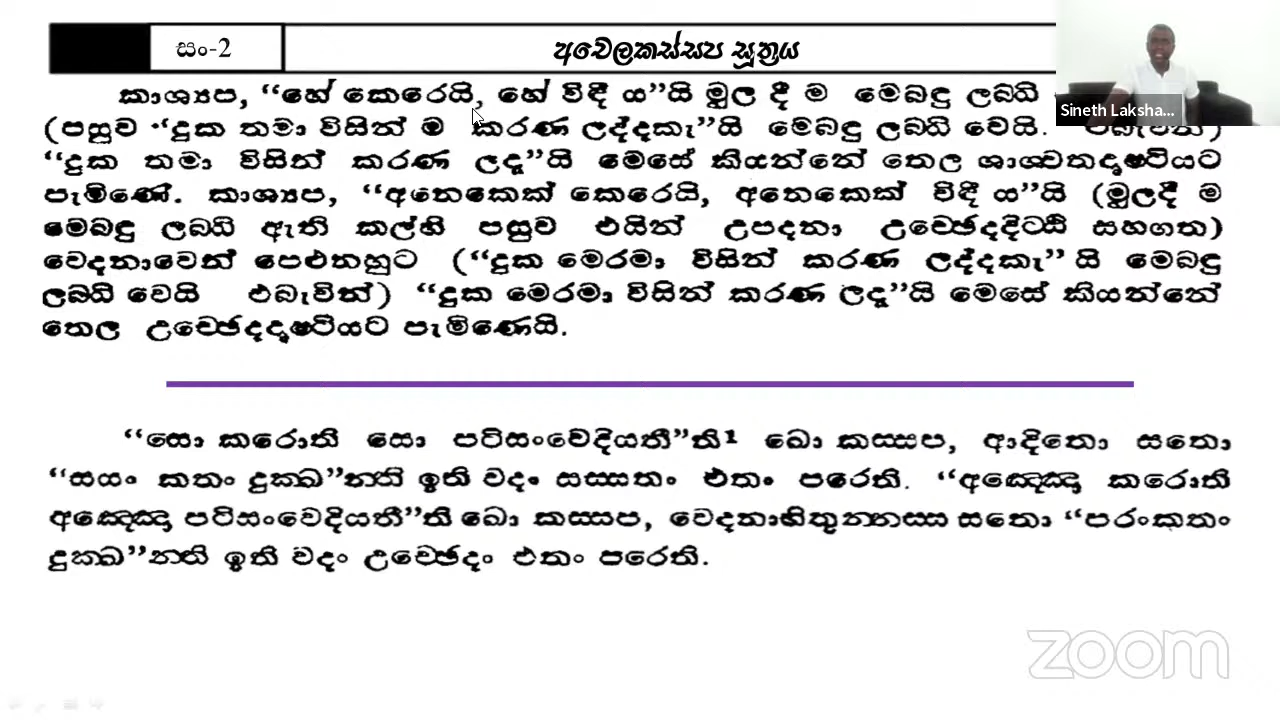 සං-2
අචෙලකස්සප සූත්‍රය
Sineth Laksha...
කාශ්‍යප, “හේ කෙරෙයි, හේ විඳී ය”යි මුල දී ම මෙබඳු ලබ්ධි
(පසුව “දුක තමා විසින් ම කරණ ලද්දකැ”යි මෙබඳු ලබ්ධි වෙයි. එබැවින්)
“දුක තමා විසින් කරණ ලදැ”යි මෙසේ කියන්නේ තෙල ශාශ්වතදෘෂ්ටියට
පැමිණේ. කාශ්‍යප, “අනෙකෙක් කෙරෙයි, අනෙකෙක් විඳී ය”යි (මුලදී ම
මෙබඳු ලබ්ධි ඇති කල්හි පසුව එයින් උපදනා උච්ඡේදදිට්ඨි සහගත)
වෙදනාවෙන් පෙළුනහුට (“දුක මෙරමා විසින් කරණ ලද්දකැ” යි මෙබඳු
ලබ්ධි වෙයි එබැවින්) “දුක මෙරමා විසින් කරණ ලදැ”යි මෙසේ කියන්නේ
තෙල උච්ඡේදදෘෂ්ටියට පැමිණෙයි.
“සො කරොති සො පටිසංවෙදියතී”ති¹ ඛො කස්සප, ආදිතො සතො
“සයං කතං දුක්ඛ”න්ති ඉති වදං සස්සතං එතං පරෙති. “අඤ්ඤො කරොති
අඤ්ඤො පටිසංවෙදියතී”ති ඛො කස්සප, වෙදනාභිතුන්නස්ස සතො “පරංකතං
දුක්ඛ”න්ති ඉති වදං උච්ඡේදං එතං පරෙති.
zoom